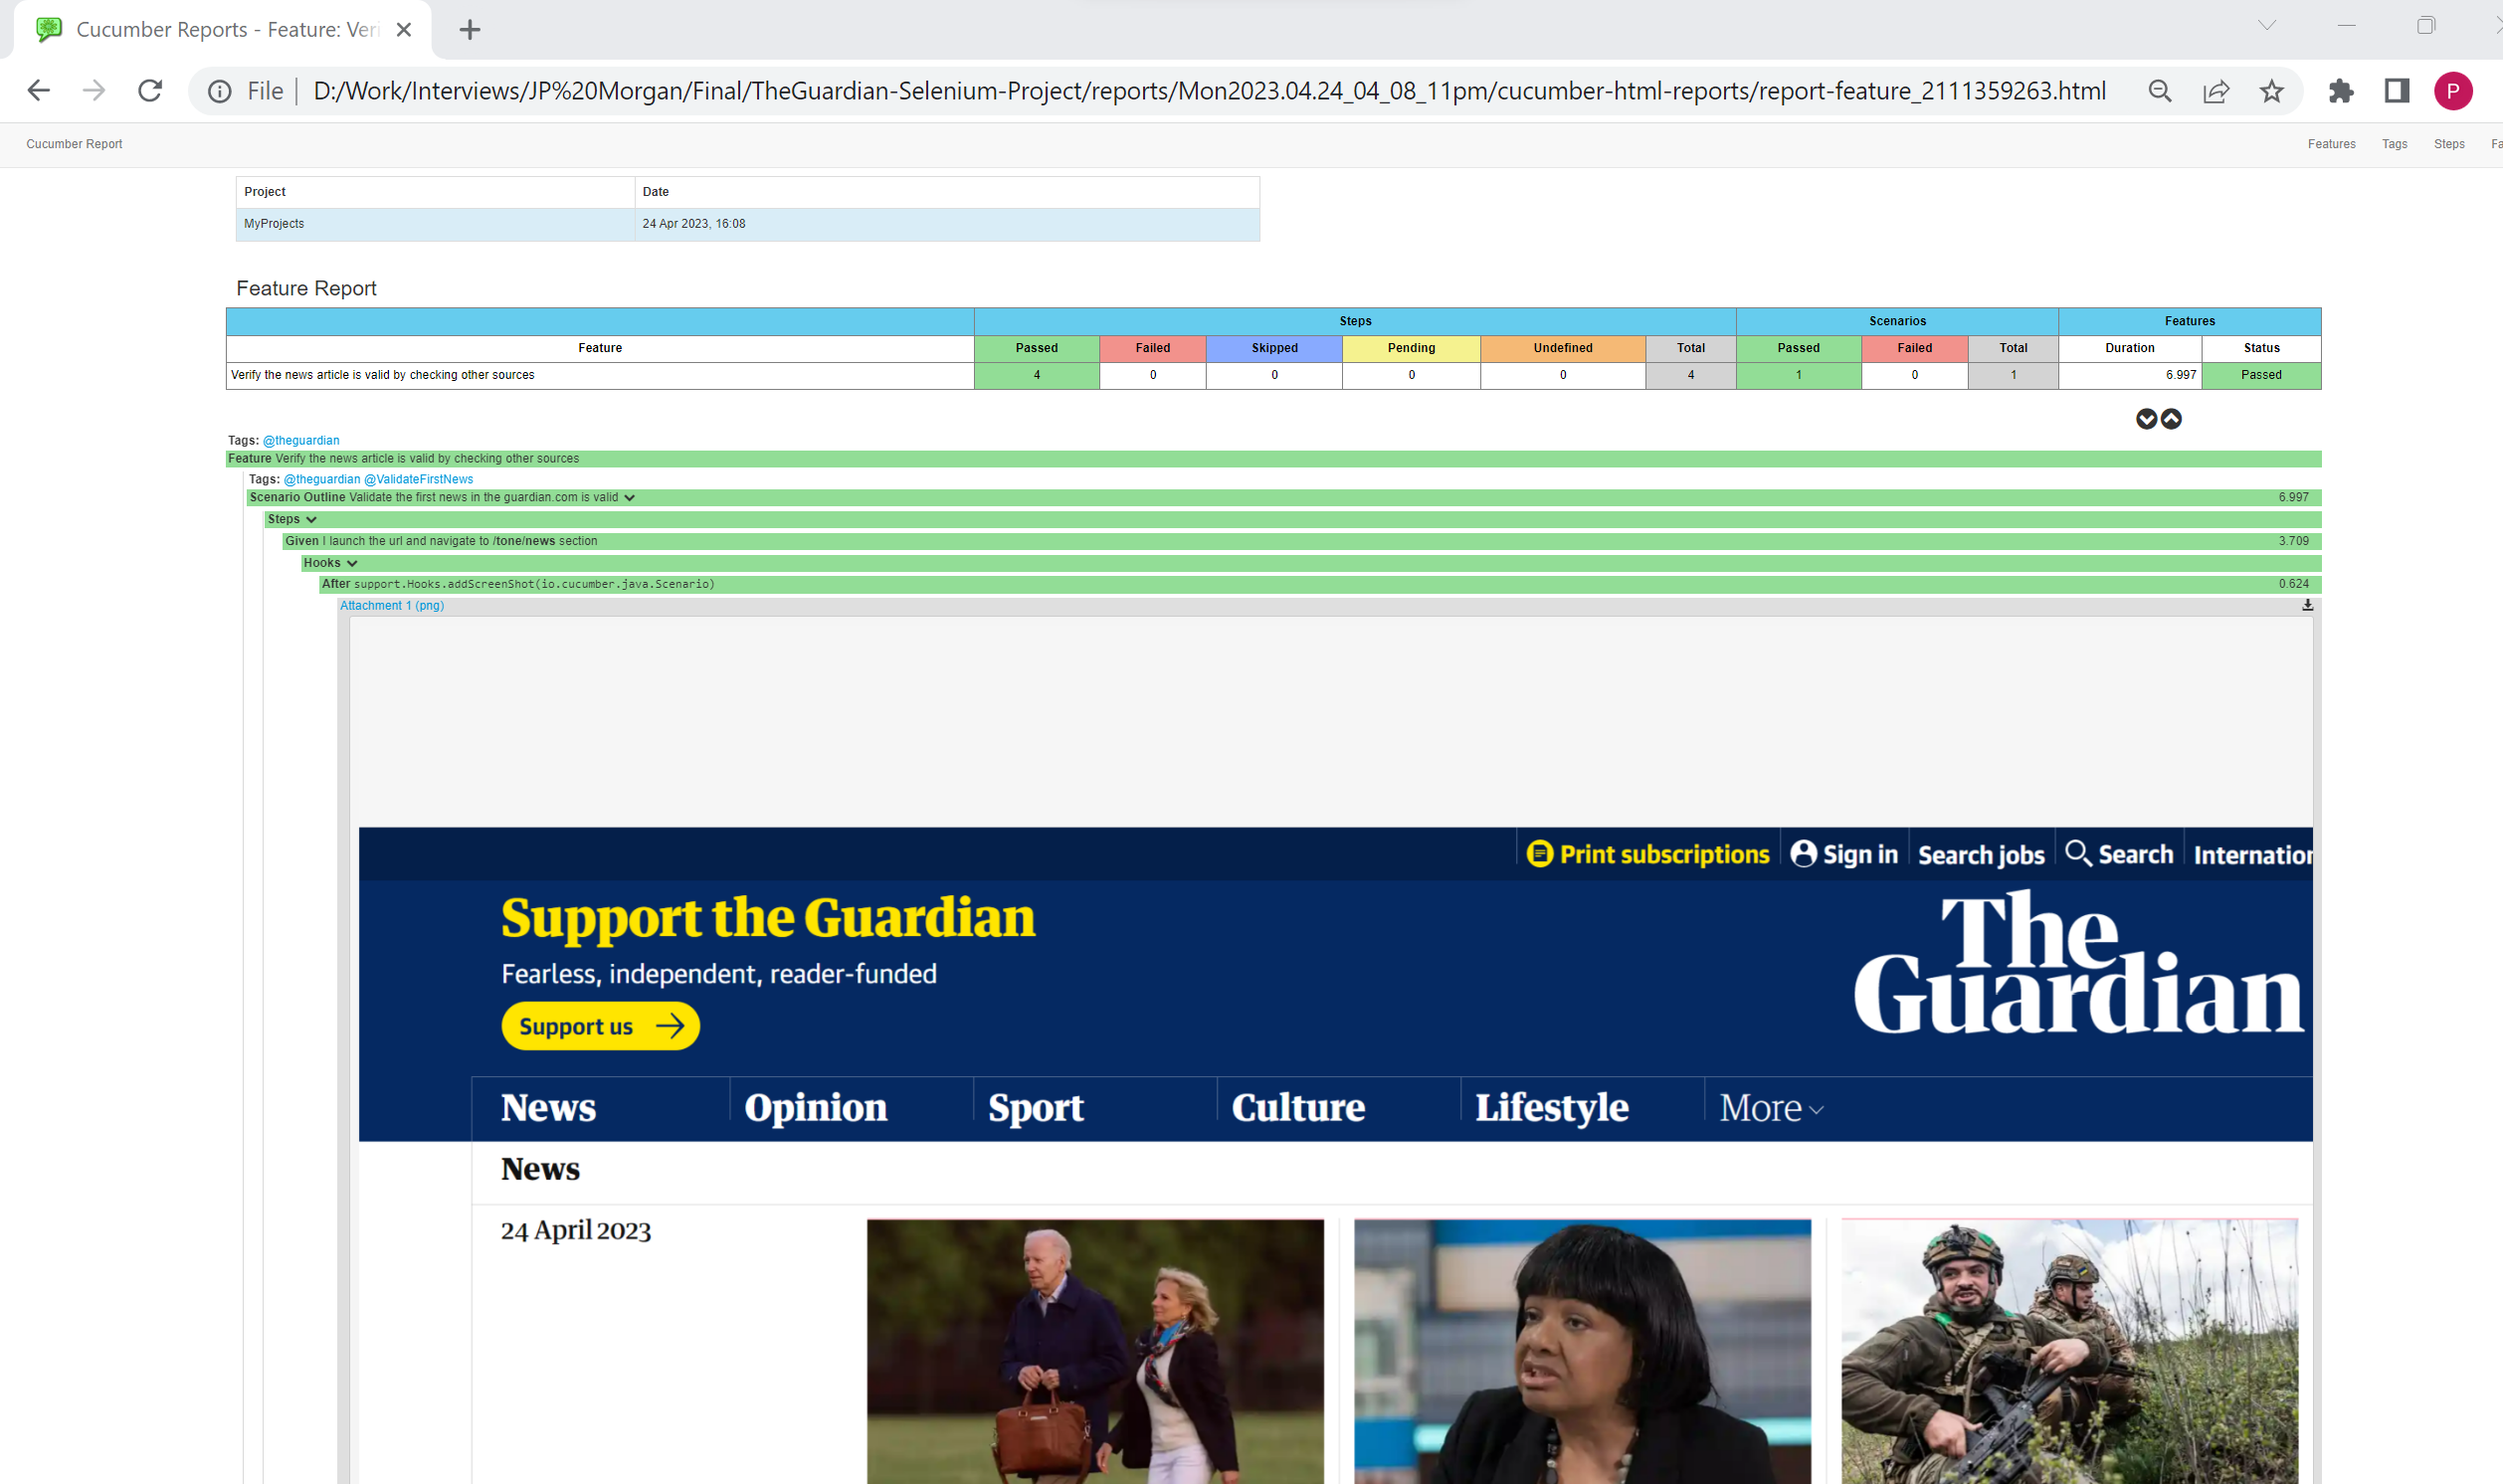 Cucumber Reports - Feature: Veri
File
D:/Work/Interviews/JP%20Morgan/Final/TheGuardian-Selenium-Project/reports/Mon2023.04.24_04_08_11pm/cucumber-html-reports/report-feature_2111359263.html
P
Cucumber Report Features Tags Steps Fa
Project Date
MyProjects 24 Apr 2023, 16:08
Feature Report
Steps Scenarios Features
Feature Passed Failed Skipped Pending Undefined Total Passed Failed Total Duration Status
Verify the news article is valid by checking other sources 4 0 0 0 0 4 1 0 1 6.997 Passed
Tags: @theguardian
Feature Verify the news article is valid by checking other sources
Tags: @theguardian @ValidateFirstNews
Scenario Outline Validate the first news in the guardian.com is valid 6.997
Steps
Given I launch the url and navigate to /tone/news section 3.709
Hooks
After support.Hooks.addScreenShot(io.cucumber.java.Scenario) 0.624
Attachment 1 (png)
Print subscriptions Sign in Search jobs Search Internation
Support the Guardian
Fearless, independent, reader-funded
Support us
The
Guardian
News Opinion Sport Culture Lifestyle More
News
24 April 2023